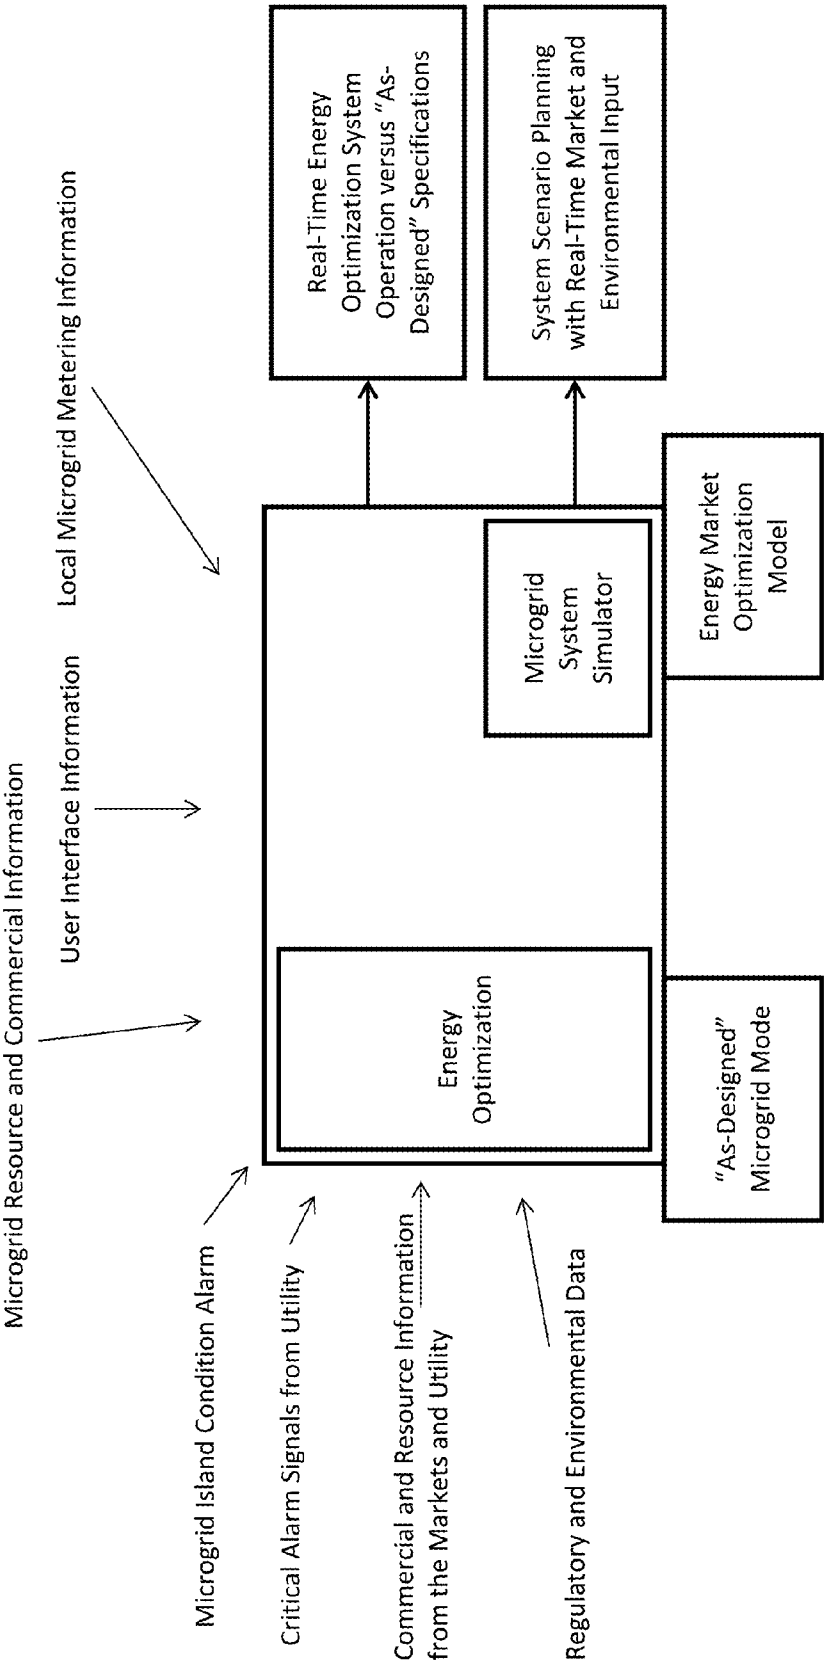 Microgrid Resource and Commercial Information
User Interface Information
Local Microgrid Metering Information
Microgrid Island Condition Alarm
Critical Alarm Signals from Utility
Commercial and Resource Information
from the Markets and Utility
Regulatory and Environmental Data
Energy
Optimization
Microgrid
System
Simulator
Real-Time Energy
Optimization System
Operation versus “As-
Designed” Specifications
System Scenario Planning
with Real-Time Market and
Environmental Input
“As-Designed”
Microgrid Mode
Energy Market
Optimization
Model